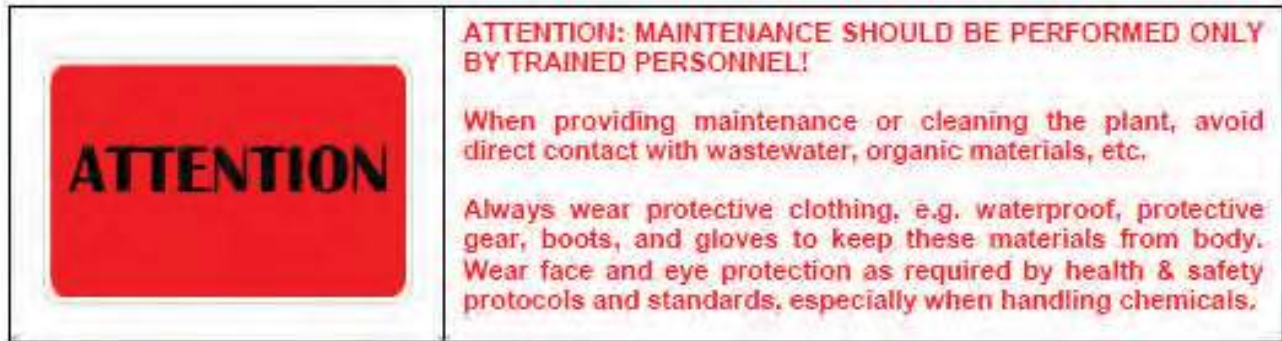 ATTENTION
ATTENTION: MAINTENANCE SHOULD BE PERFORMED ONLY
BY TRAINED PERSONNEL!
When providing maintenance or cleaning the plant, avoid
direct contact with wastewater, organic materials, etc.
Always wear protective clothing, e.g. waterproof, protective
gear, boots, and gloves to keep these materials from body.
Wear face and eye protection as required by health & safety
protocols and standards, especially when handling chemicals.